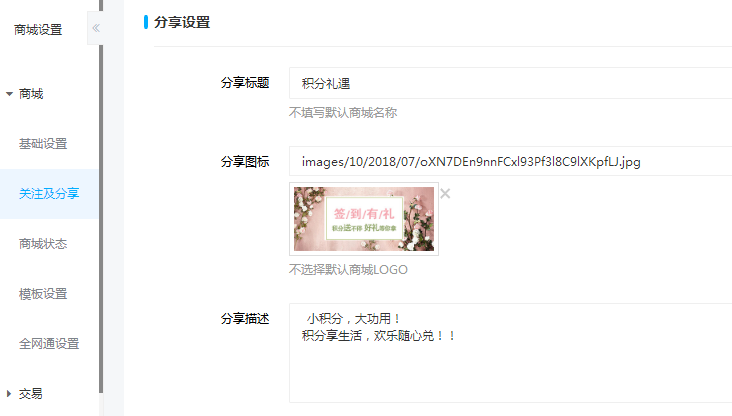 商城设置
商城
基础设置
关注及分享
商城状态
模板设置
全网通设置
交易
分享设置
分享标题
积分礼遇
不填写默认商城名称
分享图标
images/10/2018/07/oXN7DEn9nnFCxl93Pf3l8C9lXKpfLJ.jpg
签/到/有/礼
积分送不停 好礼等你拿
不选择默认商城LOGO
分享描述
小积分，大功用！
积分享生活，欢乐随心兑！！